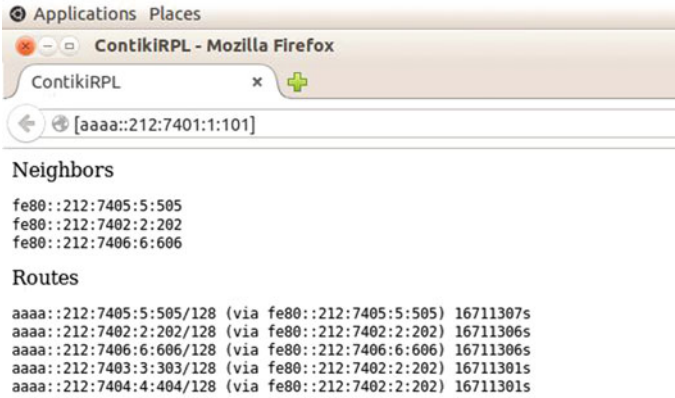 Applications Places
ContikiRPL - Mozilla Firefox
ContikiRPL
[aaaa::212:7401:1:101]
Neighbors
fe80::212:7405:5:505
fe80::212:7402:2:202
fe80::212:7406:6:606
Routes
aaaa::212:7405:5:505/128 (via fe80::212:7405:5:505) 16711307s
aaaa::212:7402:2:202/128 (via fe80::212:7402:2:202) 16711306s
aaaa::212:7406:6:606/128 (via fe80::212:7406:6:606) 16711306s
aaaa::212:7403:3:303/128 (via fe80::212:7402:2:202) 16711301s
aaaa::212:7404:4:404/128 (via fe80::212:7402:2:202) 16711301s